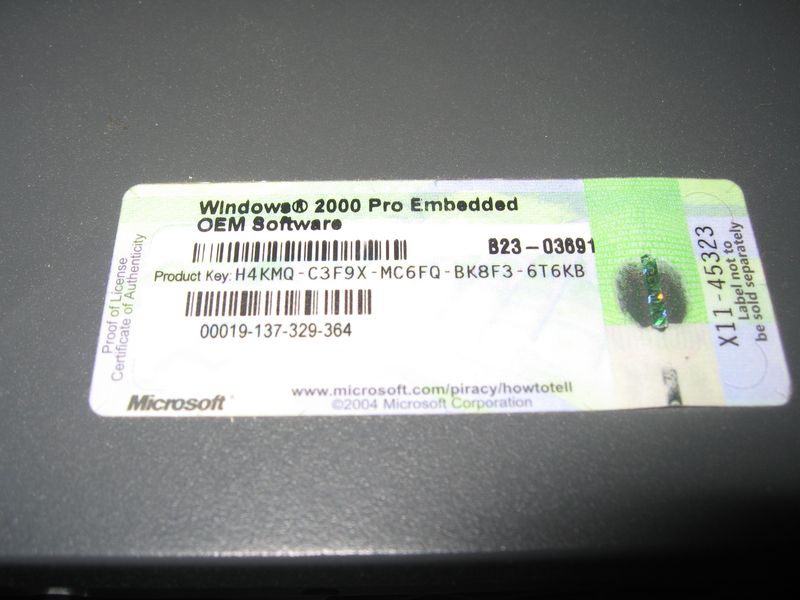 Windows® 2000 Pro Embedded
OEM Software
B23-03691
Product Key: H4KMQ-C3F9X-MC6FQ-BK8F3-6T6KB
00019-137-329-364
www.microsoft.com/piracy/howtotell
©2004 Microsoft Corporation
Microsoft
Proof of License
Certificate of Authenticity
X11-45323
Label not to
be sold separately